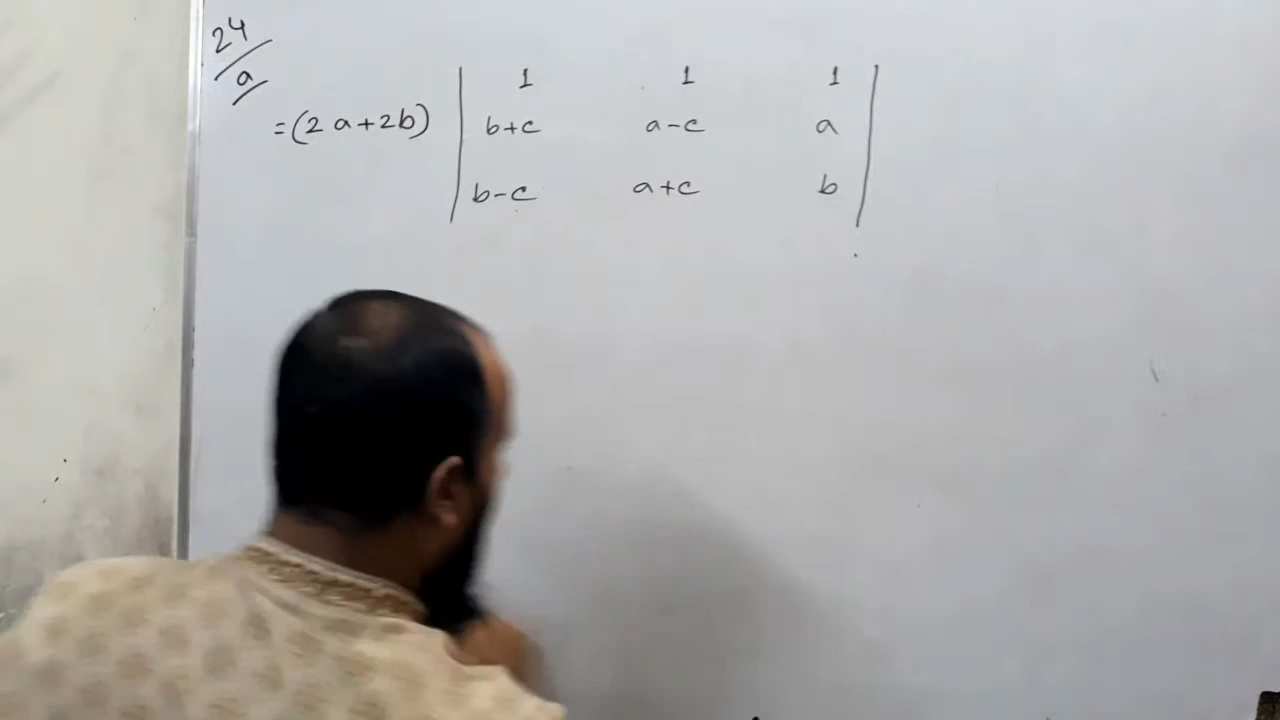 24/a
1 1 1
=(2a+2b) | b+c a-c a |
b-c a+c b